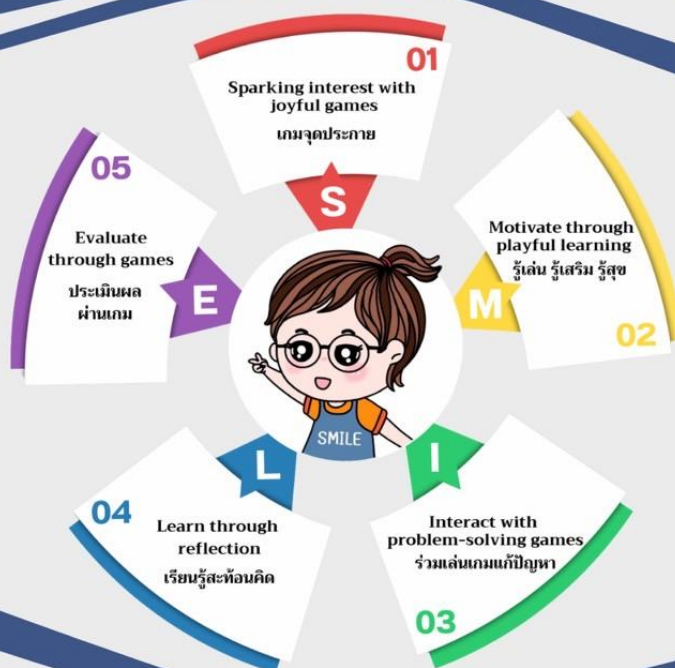 01
Sparking interest with
joyful games
เกมจุดประกาย
S
Motivate through
playful learning
รู้เล่น รู้เสริม รู้สุข
M
02
Interact with
problem-solving games
ร่วมเล่นเกมแก้ปัญหา
I
03
04
Learn through
reflection
เรียนรู้สะท้อนคิด
L
05
Evaluate
through games
ประเมินผล
ผ่านเกม
E
SMILE